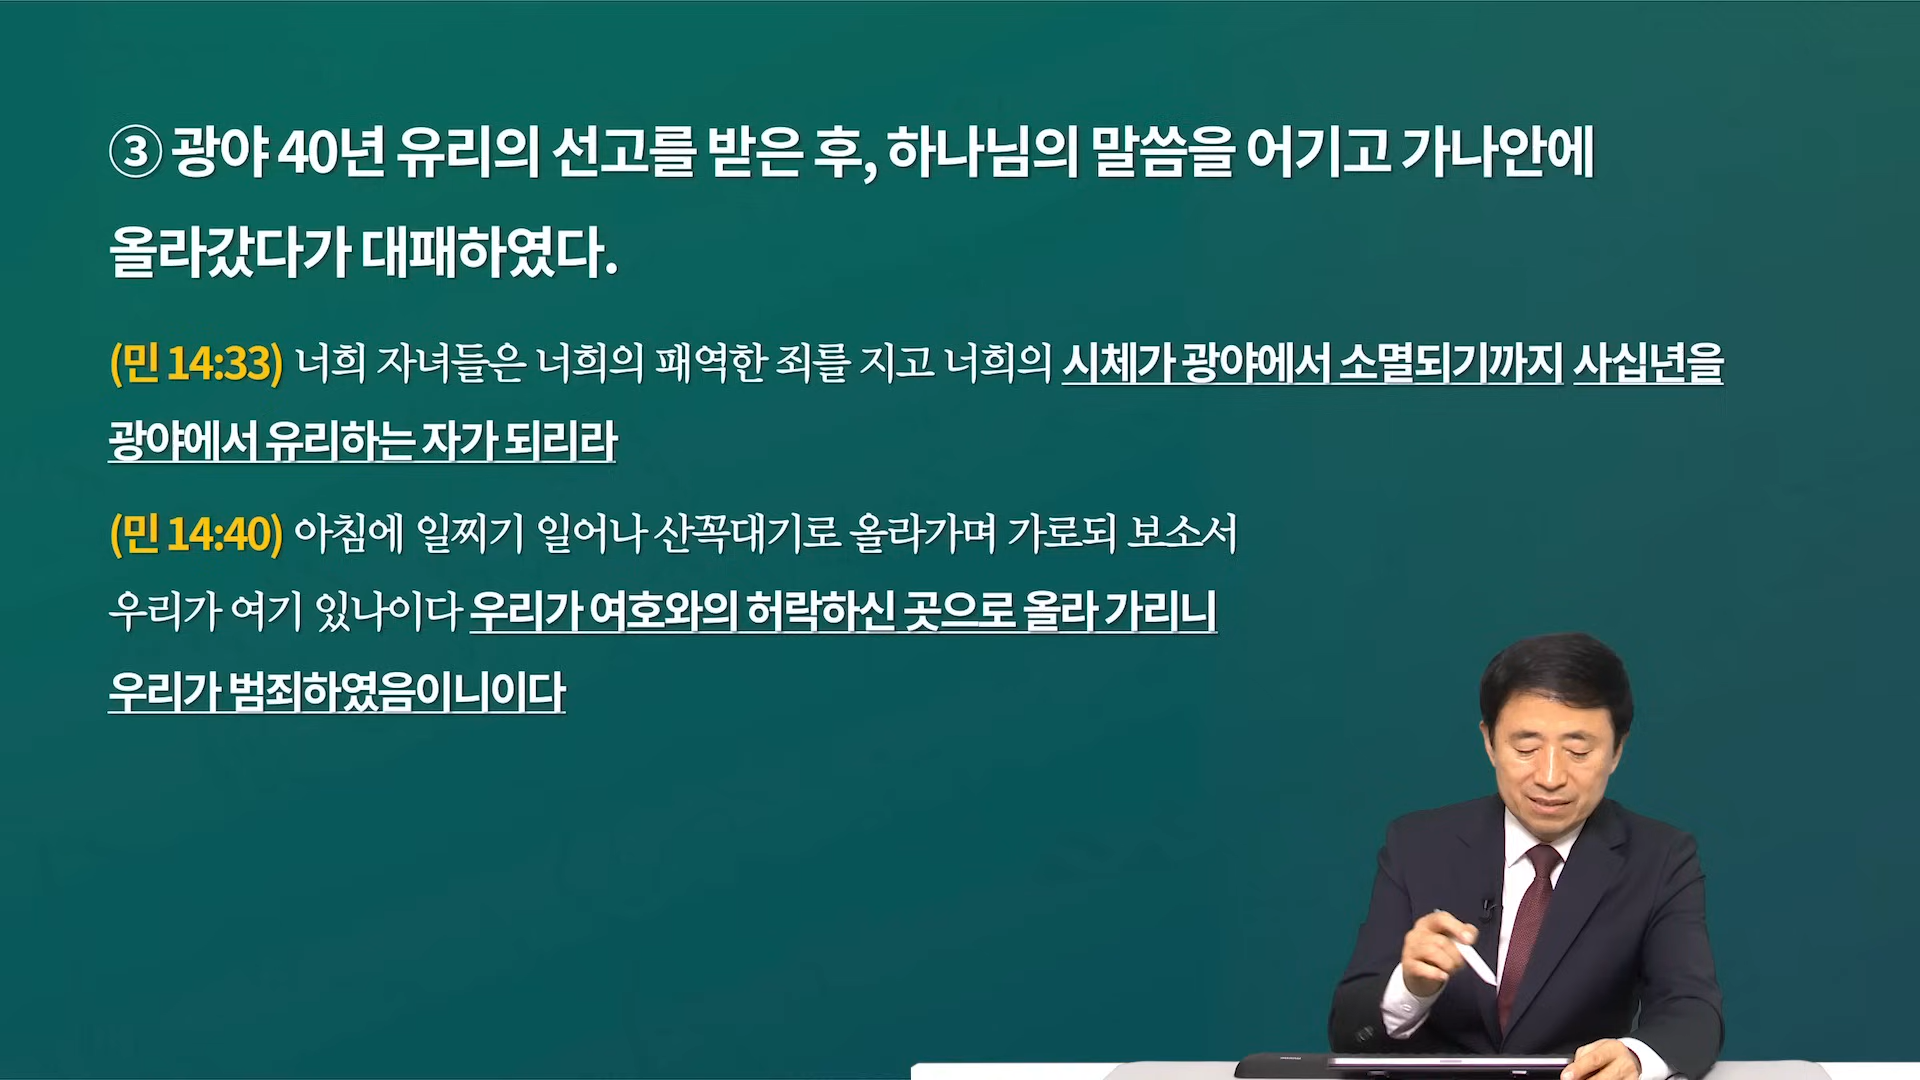 ③ 광야 40년 유리의 선고를 받은 후, 하나님의 말씀을 어기고 가나안에
올라갔다가 대패하였다.
(민 14:33) 너희 자녀들은 너희의 패역한 죄를 지고 너희의 시체가 광야에서 소멸되기까지 사십년을
광야에서 유리하는 자가 되리라
(민 14:40) 아침에 일찌기 일어나 산꼭대기로 올라가며 가로되 보소서
우리가 여기 있나이다 우리가 여호와의 허락하신 곳으로 올라 가리니
우리가 범죄하였음이니이다